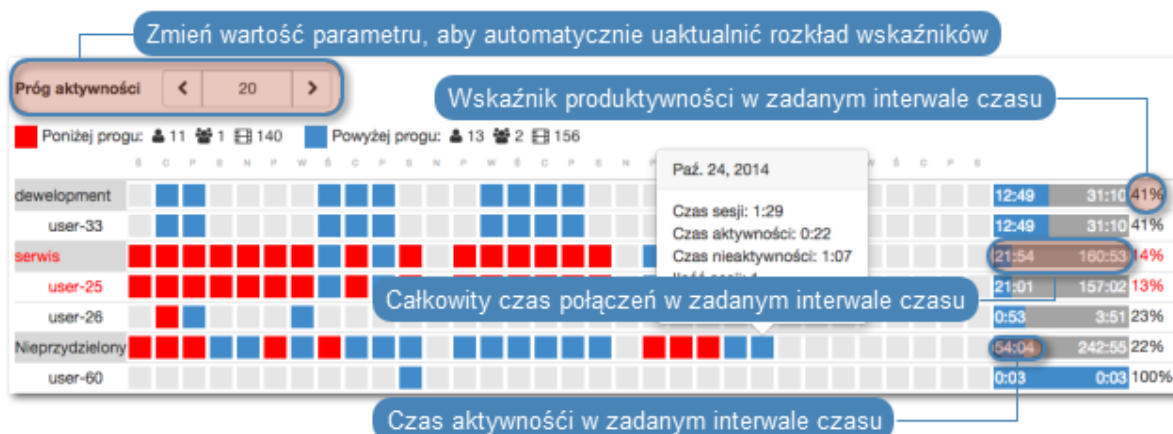 Zmień wartość parametru, aby automatycznie uaktualnić rozkład wskaźników
Próg aktywności 20
Wskaźnik produktywności w zadanym interwale czasu
Poniżej progu: 11 1 140 Powyżej progu: 13 2 156
Ś C P S N P W Ś C P S N P W Ś C P S N P W Ś C P S
Paź. 24, 2014
dewelopment 12:49 31:10 41%
Czas sesji: 1:29
user-33 12:49 31:10 41%
Czas aktywności: 0:22
serwis 21:54 160:53 14%
Czas nieaktywności: 1:07
user-25 21:01 157:02 13%
Całkowity czas połączeń w zadanym interwale czasu
user-26 0:53 3:51 23%
Nieprzydzielony 54:04 242:55 22%
user-60 0:03 0:03 100%
Czas aktywnośći w zadanym interwale czasu